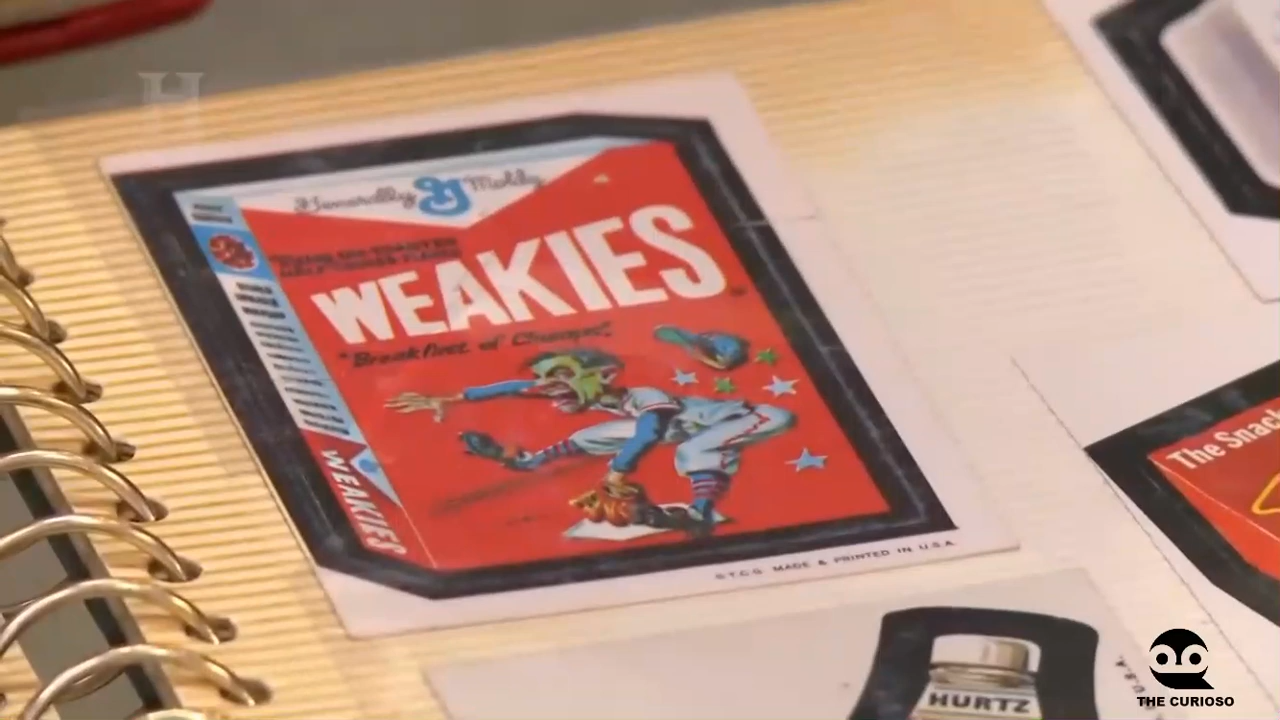 H
Generally Moldy
WEAKIES
"Breakfast of Chumps"
WEAKIES
©T.C.G. MADE & PRINTED IN U.S.A.
The Snack
HURTZ
U.S.A.
THE CURIOSO